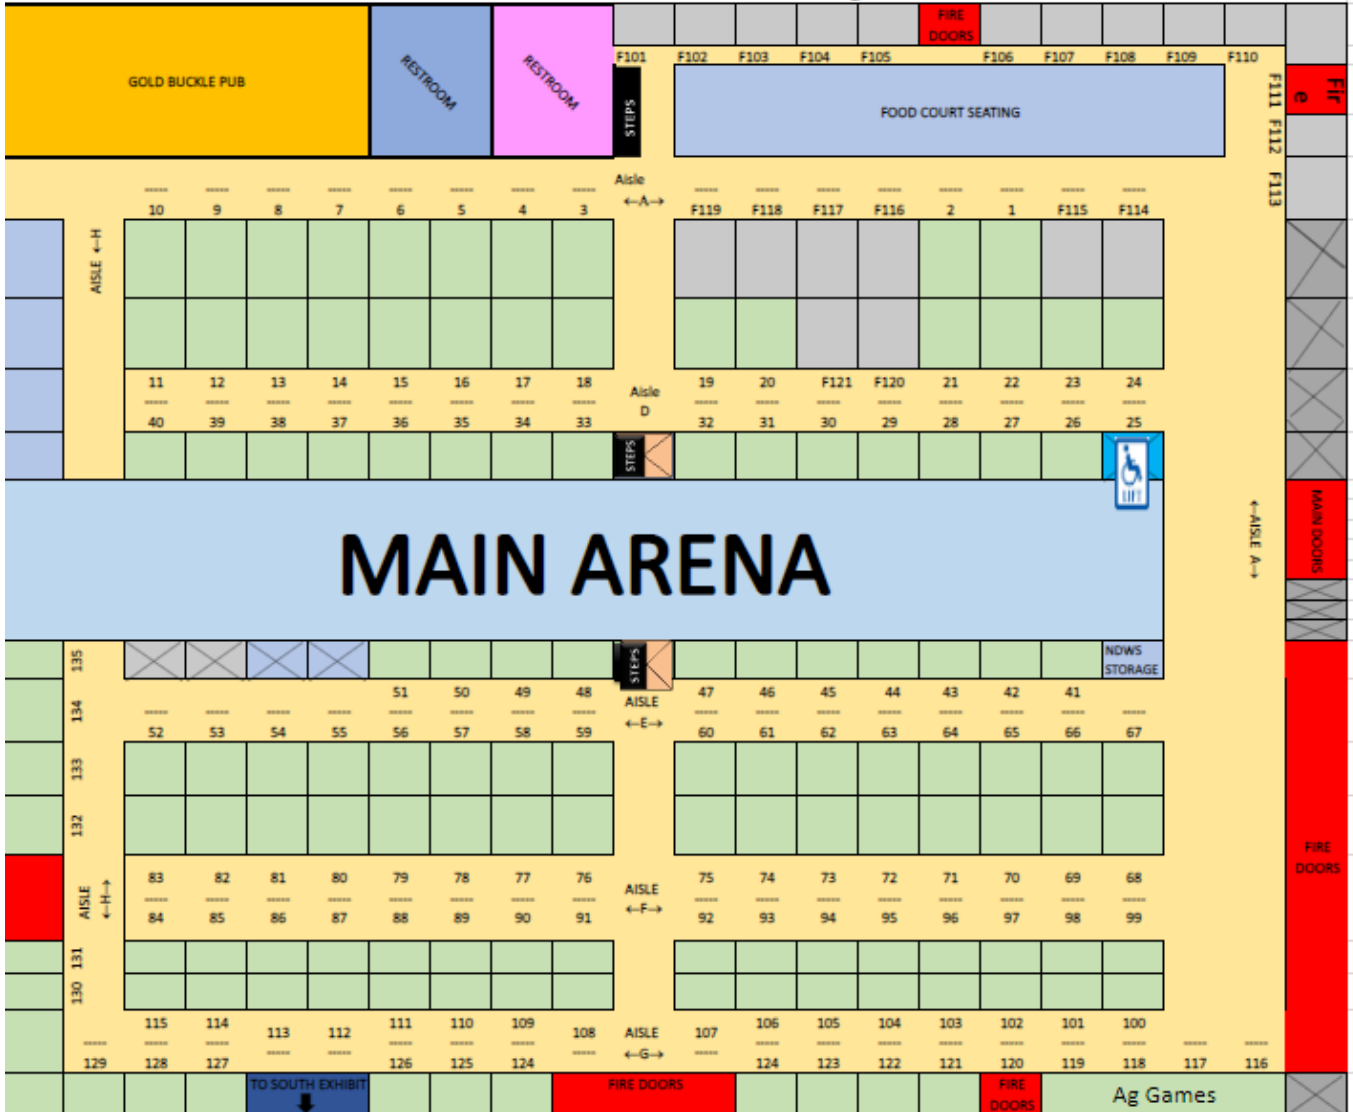 FIRE
DOORS
F101 F102 F103 F104 F105 F106 F107 F108 F109 F110
GOLD BUCKLE PUB
RESTROOM
RESTROOM
STEPS
FOOD COURT SEATING
F111
Fir
e
F112
F113
Aisle
←A→
10 9 8 7 6 5 4 3 F119 F118 F117 F116 2 1 F115 F114
AISLE ←H
11 12 13 14 15 16 17 18 19 20 F121 F120 21 22 23 24
Aisle
D
40 39 38 37 36 35 34 33 32 31 30 29 28 27 26 25
STEPS
LIFT
MAIN ARENA
←AISLE A→
MAIN DOORS
135
STEPS
NDWS
STORAGE
134
51 50 49 48 47 46 45 44 43 42 41
AISLE
←E→
52 53 54 55 56 57 58 59 60 61 62 63 64 65 66 67
133
132
FIRE
DOORS
83 82 81 80 79 78 77 76 75 74 73 72 71 70 69 68
AISLE
←H→
AISLE
←F→
84 85 86 87 88 89 90 91 92 93 94 95 96 97 98 99
131
130
115 114 113 112 111 110 109 108 107 106 105 104 103 102 101 100
AISLE
←G→
129 128 127 126 125 124 124 123 122 121 120 119 118 117 116
TO SOUTH EXHIBIT
FIRE DOORS
FIRE
DOORS
Ag Games